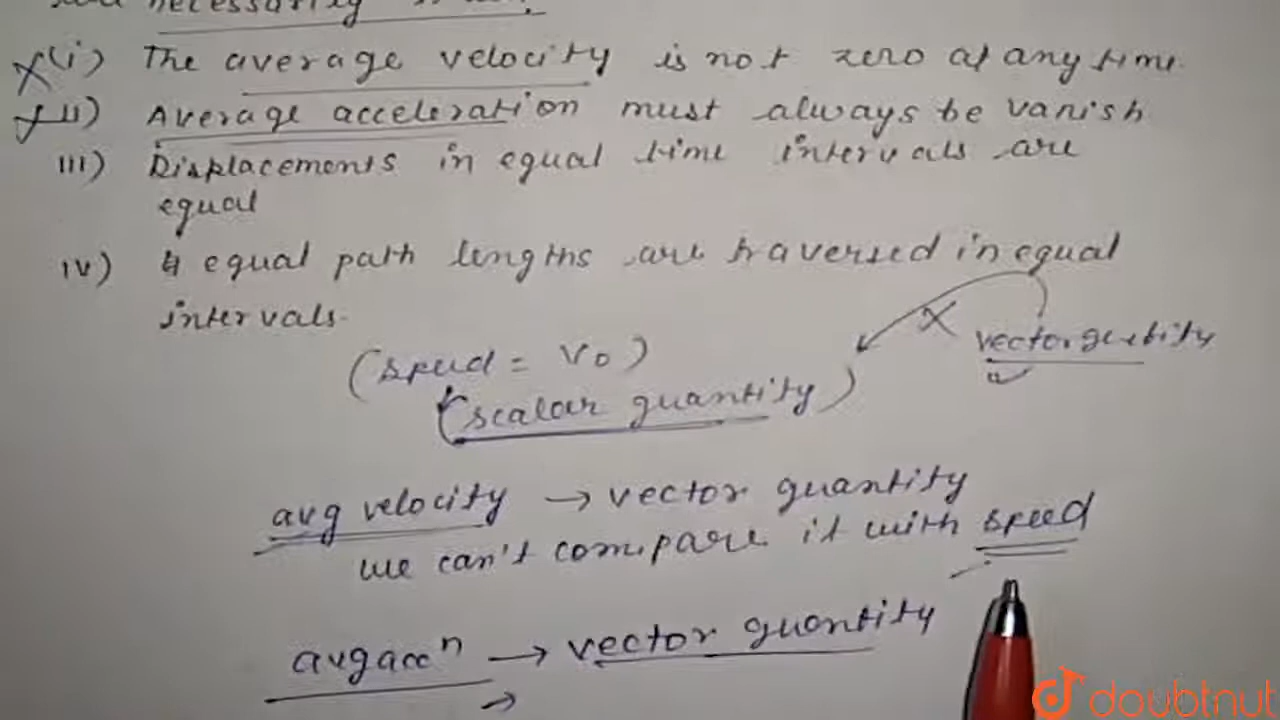 necessarily
(i) The average velocity is not zero at any time.
ii) Average acceleration must always be vanish
iii) Displacements in equal time intervals are
equal
iv) equal path lengths are traversed in equal
intervals.
(speed = v0)
vector quantity
(scalar quantity)
avg velocity → vector quantity
we can't compare it with speed
avg accⁿ → vector quantity
doubtnut